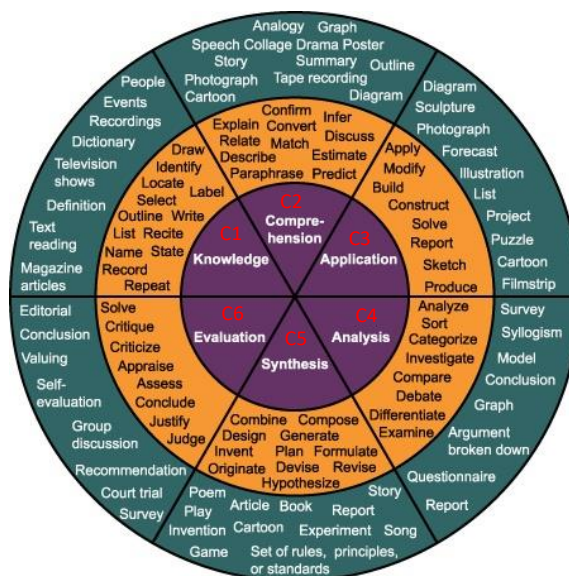 Analogy Graph
Speech Collage Drama Poster
Story Summary Outline
Photograph Tape recording
Cartoon Diagram
Diagram
Sculpture
Photograph
Forecast
Illustration
List
Project
Puzzle
Cartoon
Filmstrip
Survey
Syllogism
Model
Conclusion
Graph
Argument
broken down
Questionnaire
Report
Poem Story
Play Article Book Report
Invention Cartoon Experiment Song
Game Set of rules, principles,
or standards
Editorial
Conclusion
Valuing
Self-
evaluation
Group
discussion
Recommendation
Court trial
Survey
People
Events
Recordings
Dictionary
Television
shows
Definition
Text
reading
Magazine
articles
Confirm Infer
Explain Convert Discuss
Relate Match
Describe Estimate
Paraphrase Predict
Apply
Modify
Build
Construct
Solve
Report
Sketch
Produce
Analyze
Sort
Categorize
Investigate
Compare
Debate
Differentiate
Examine
Combine Compose
Design Generate
Invent Plan Formulate
Originate Devise Revise
Hypothesize
Solve
Critique
Criticize
Appraise
Assess
Conclude
Justify
Judge
Draw
Identify
Locate Label
Select
Outline Write
List Recite
Name State
Record
Repeat
C1
Knowledge
C2
Compre-
hension
C3
Application
C4
Analysis
C5
Synthesis
C6
Evaluation